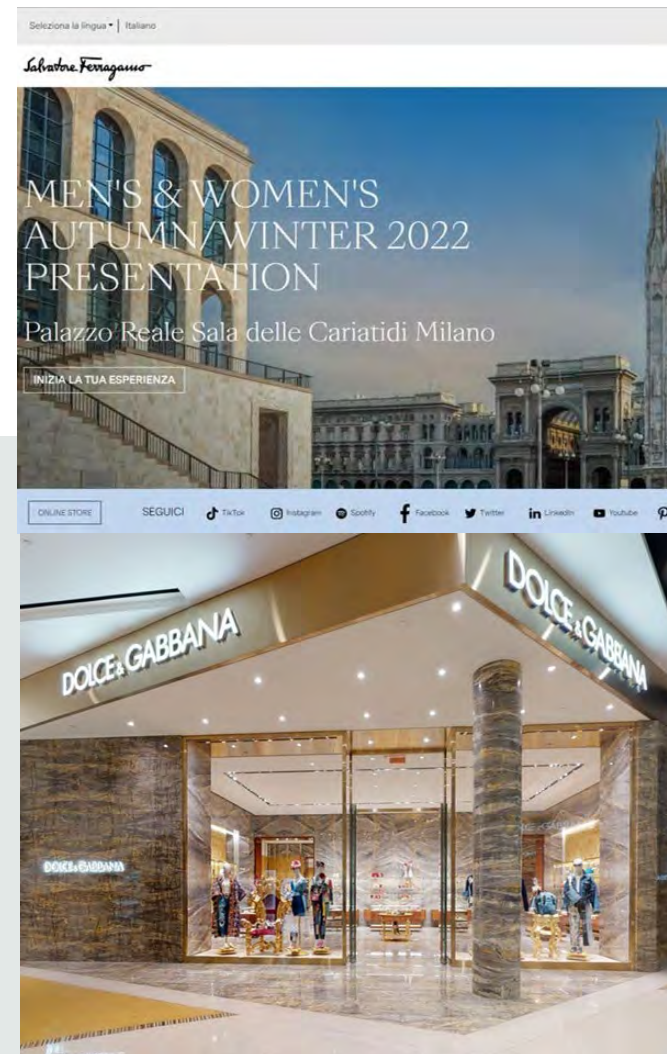 Seleziona la lingua | Italiano
Salvatore Ferragamo
MEN'S & WOMEN'S
AUTUMN/WINTER 2022
PRESENTATION
Palazzo Reale Sala delle Cariatidi Milano
INIZIA LA TUA ESPERIENZA
ONLINE STORE SEGUICI TikTok Instagram Spotify Facebook Twitter LinkedIn Youtube
DOLCE & GABBANA
DOLCE & GABBANA
DOLCE & GABBANA